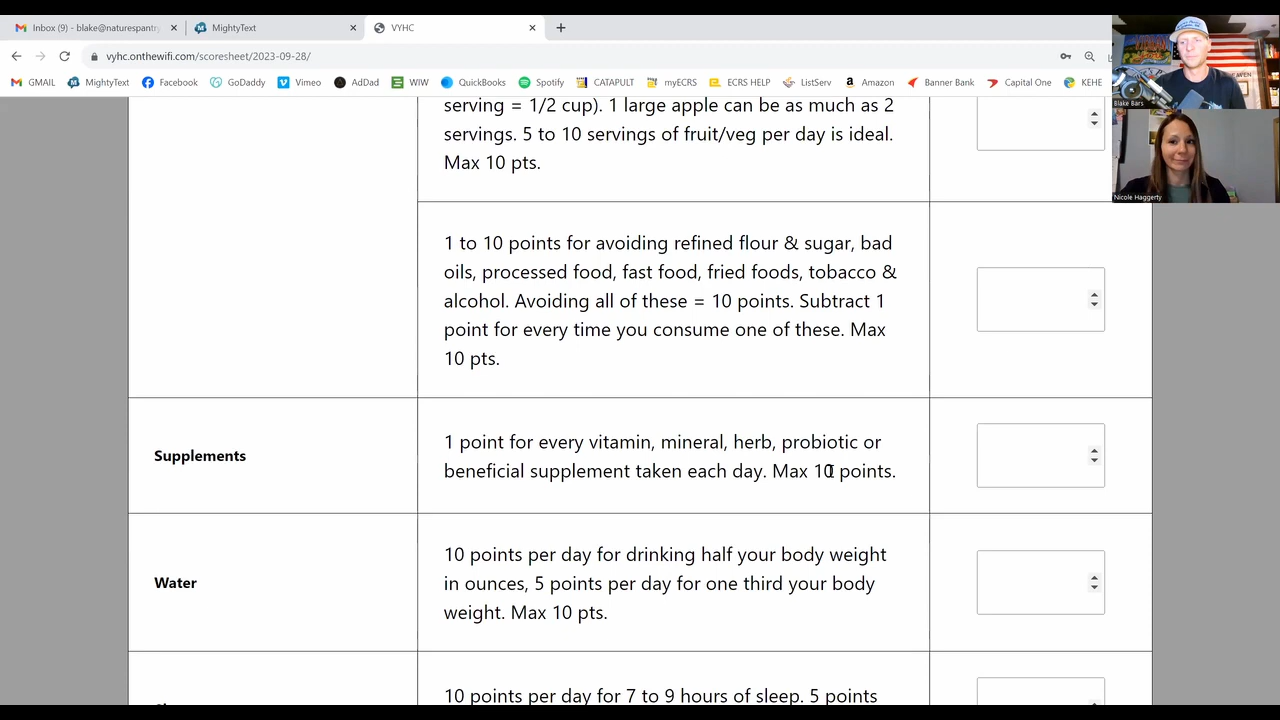 Inbox (9) - blake@naturespantry
MightyText
VYHC
vyhc.onthewifi.com/scoresheet/2023-09-28/
GMAIL
MightyText
Facebook
GoDaddy
Vimeo
AdDad
WIW
QuickBooks
Spotify
CATAPULT
myECRS
ECRS HELP
ListServ
Amazon
Banner Bank
Capital One
KEHE
Blake Bars
Nicole Haggerty
serving = 1/2 cup). 1 large apple can be as much as 2
servings. 5 to 10 servings of fruit/veg per day is ideal.
Max 10 pts.
1 to 10 points for avoiding refined flour & sugar, bad
oils, processed food, fast food, fried foods, tobacco &
alcohol. Avoiding all of these = 10 points. Subtract 1
point for every time you consume one of these. Max
10 pts.
Supplements
1 point for every vitamin, mineral, herb, probiotic or
beneficial supplement taken each day. Max 10 points.
Water
10 points per day for drinking half your body weight
in ounces, 5 points per day for one third your body
weight. Max 10 pts.
10 points per day for 7 to 9 hours of sleep. 5 points